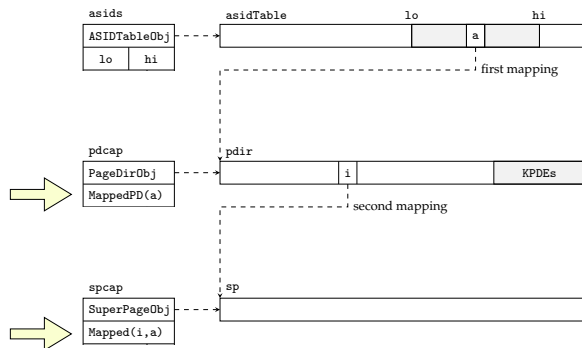 asids
asidTable
lo
hi
ASIDTableObj
a
lo
hi
first mapping
pdcap
pdir
PageDirObj
i
KPDEs
MappedPD(a)
second mapping
spcap
sp
SuperPageObj
Mapped(i,a)